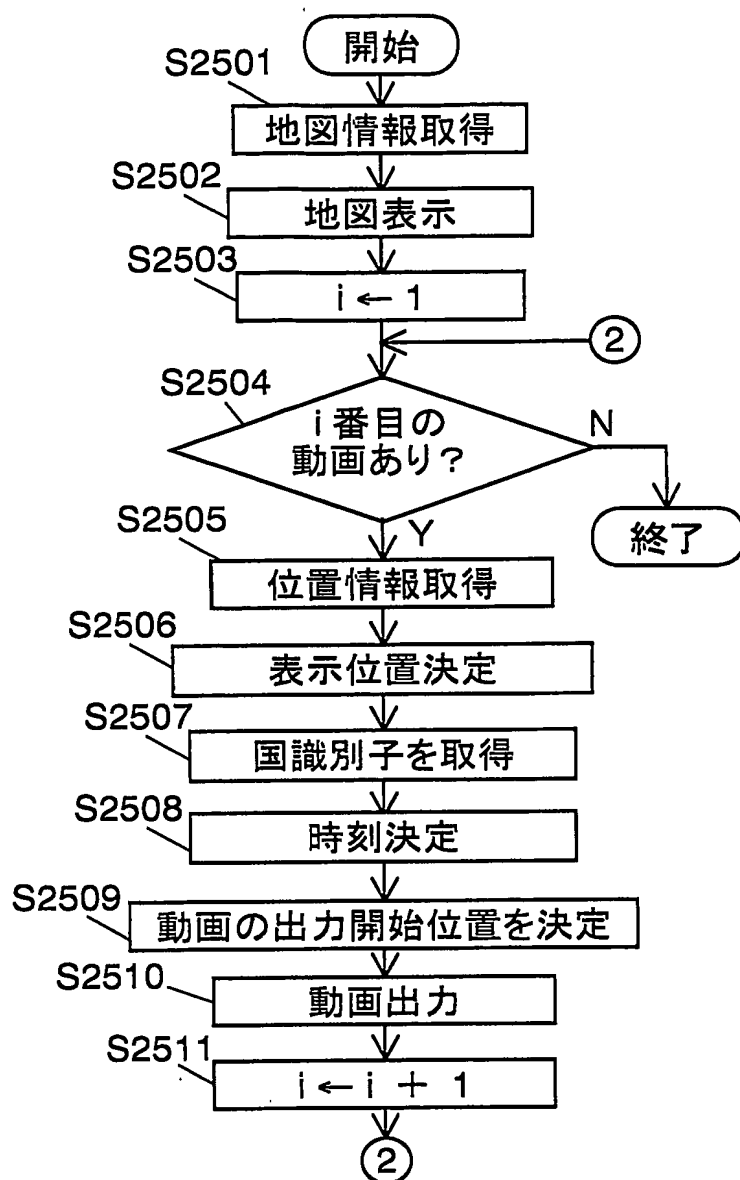 開始
S2501
地図情報取得
S2502
地図表示
S2503
i ← 1
②
S2504
i番目の
動画あり?
N
終了
Y
S2505
位置情報取得
S2506
表示位置決定
S2507
国識別子を取得
S2508
時刻決定
S2509
動画の出力開始位置を決定
S2510
動画出力
S2511
i ← i + 1
②